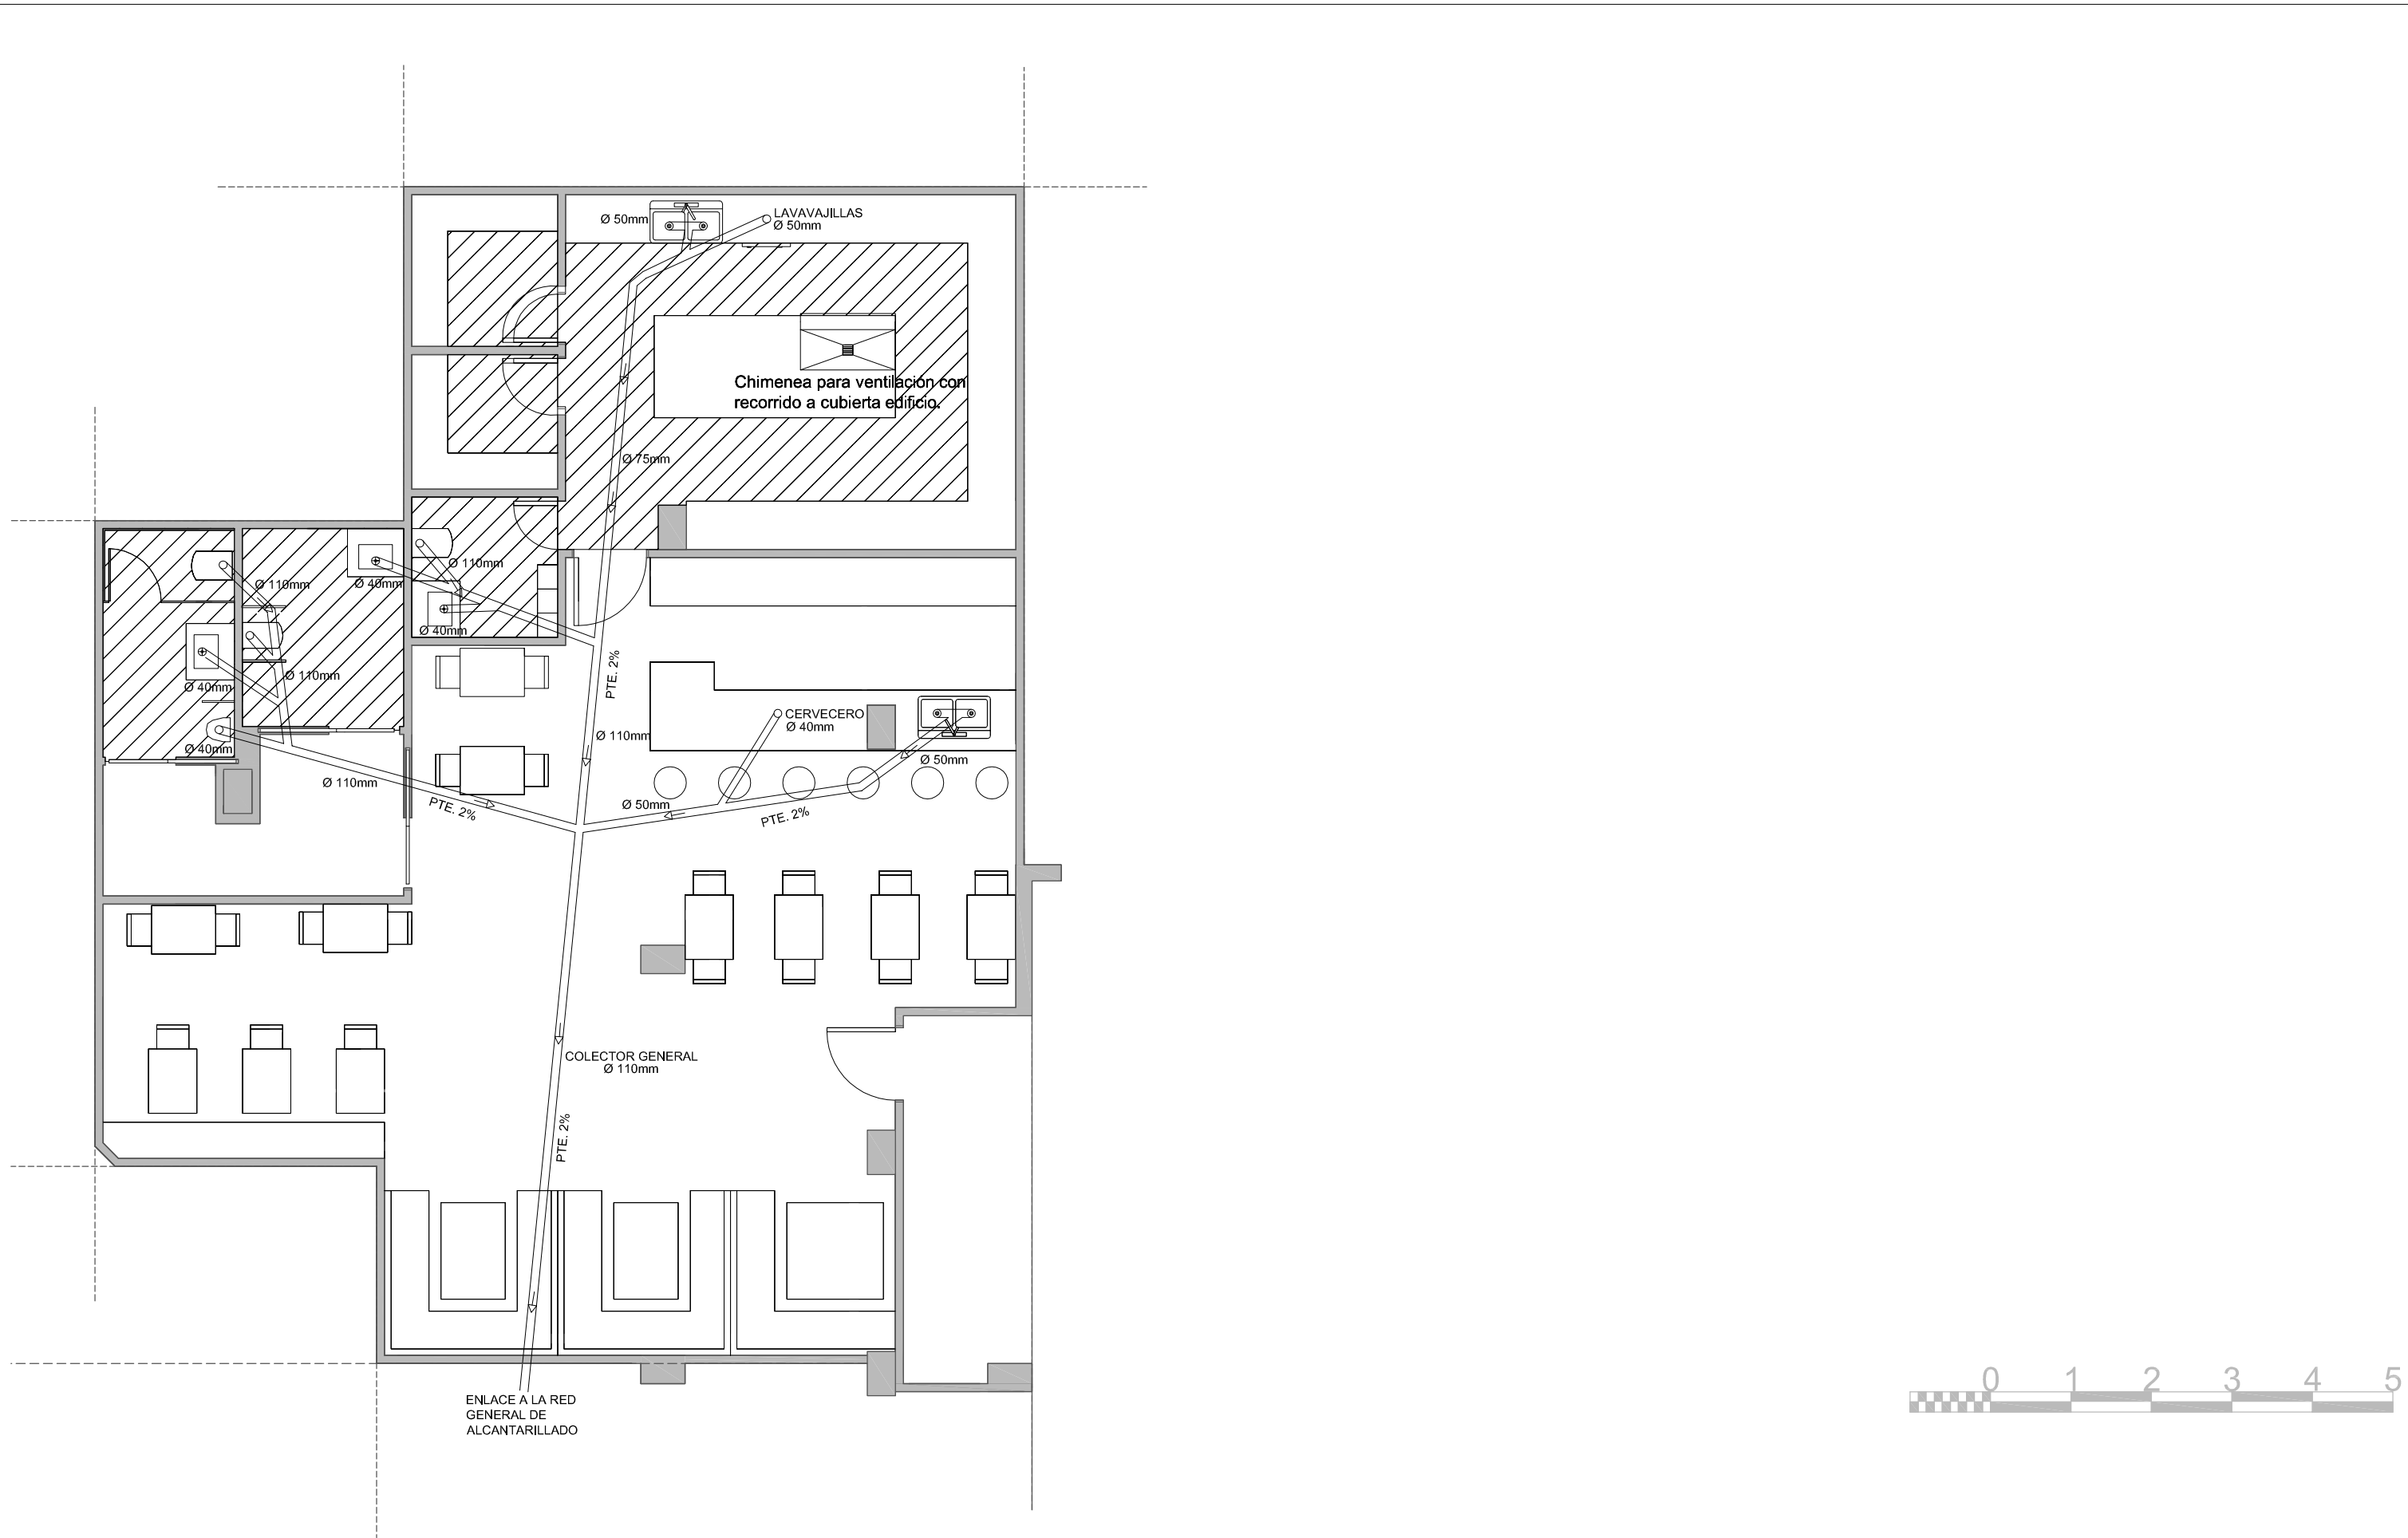 Ø 50mm
LAVAVAJILLAS
Ø 50mm
Chimenea para ventilación con
recorrido a cubierta edificio.
Ø 75mm
Ø 110mm
Ø 40mm
Ø 110mm
Ø 40mm
Ø 110mm
Ø 40mm
Ø 40mm
Ø 110mm
PTE. 2%
PTE. 2%
Ø 110mm
CERVECERO
Ø 40mm
Ø 50mm
Ø 50mm
PTE. 2%
COLECTOR GENERAL
Ø 110mm
PTE. 2%
ENLACE A LA RED
GENERAL DE
ALCANTARILLADO
0 1 2 3 4 5